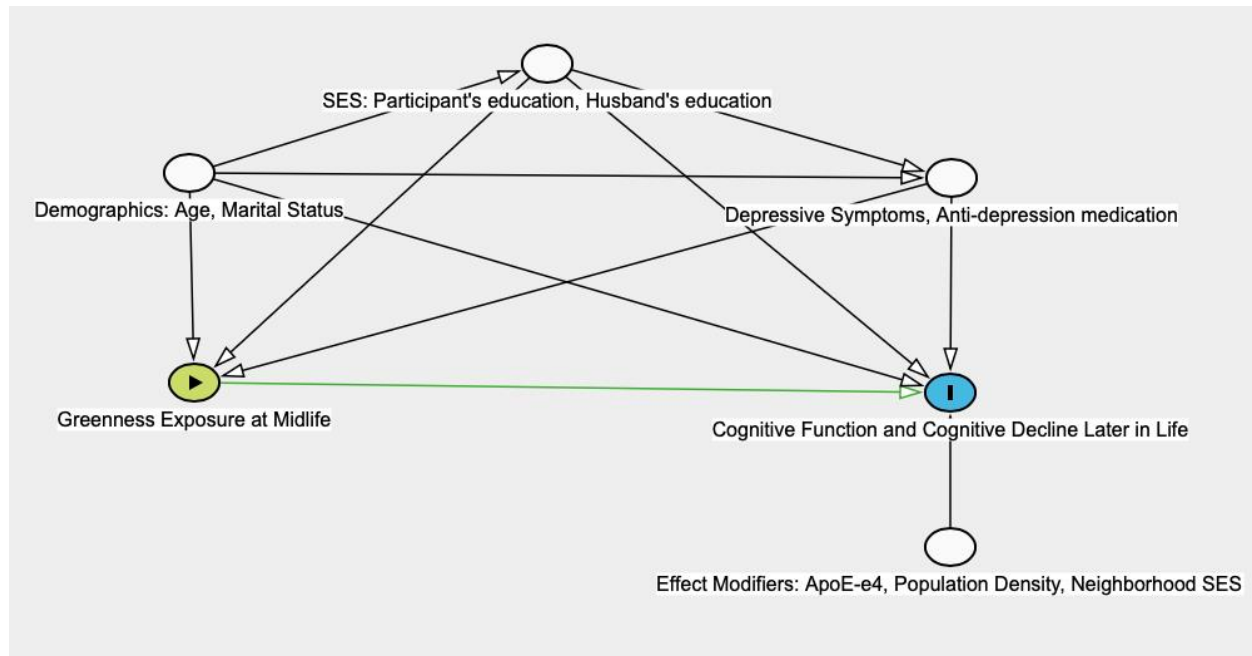 SES: Participant's education, Husband's education
Demographics: Age, Marital Status
Depressive Symptoms, Anti-depression medication
Greenness Exposure at Midlife
Cognitive Function and Cognitive Decline Later in Life
Effect Modifiers: ApoE-e4, Population Density, Neighborhood SES